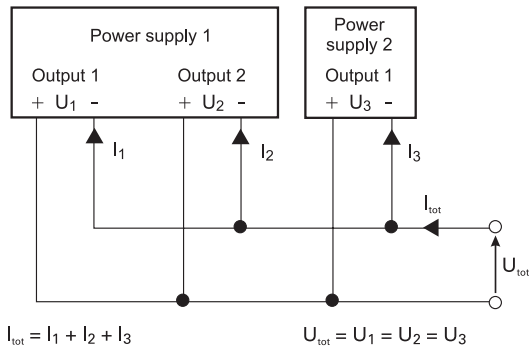 Power supply 1
Power
supply 2
Output 1
Output 2
Output 1
+ U1 -
+ U2 -
+ U3 -
I1
I2
I3
Itot
Utot
Itot = I1 + I2 + I3
Utot = U1 = U2 = U3